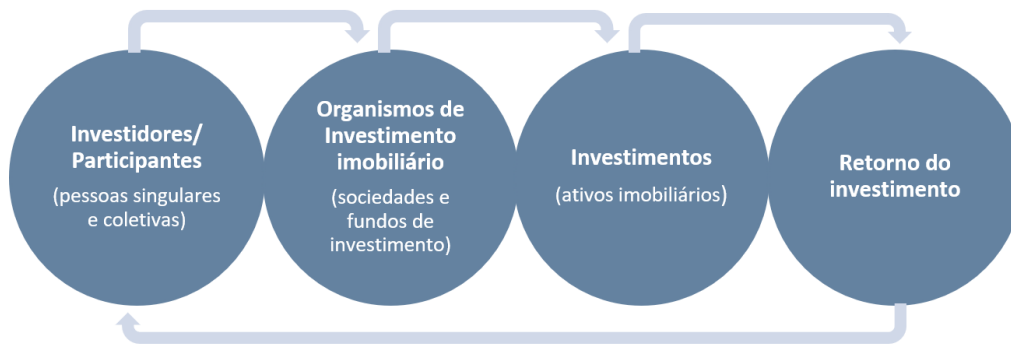 Investidores/
Participantes
(pessoas singulares
e coletivas)
Organismos de
Investimento
imobiliário
(sociedades e
fundos de
investimento)
Investimentos
(ativos imobiliários)
Retorno do
investimento